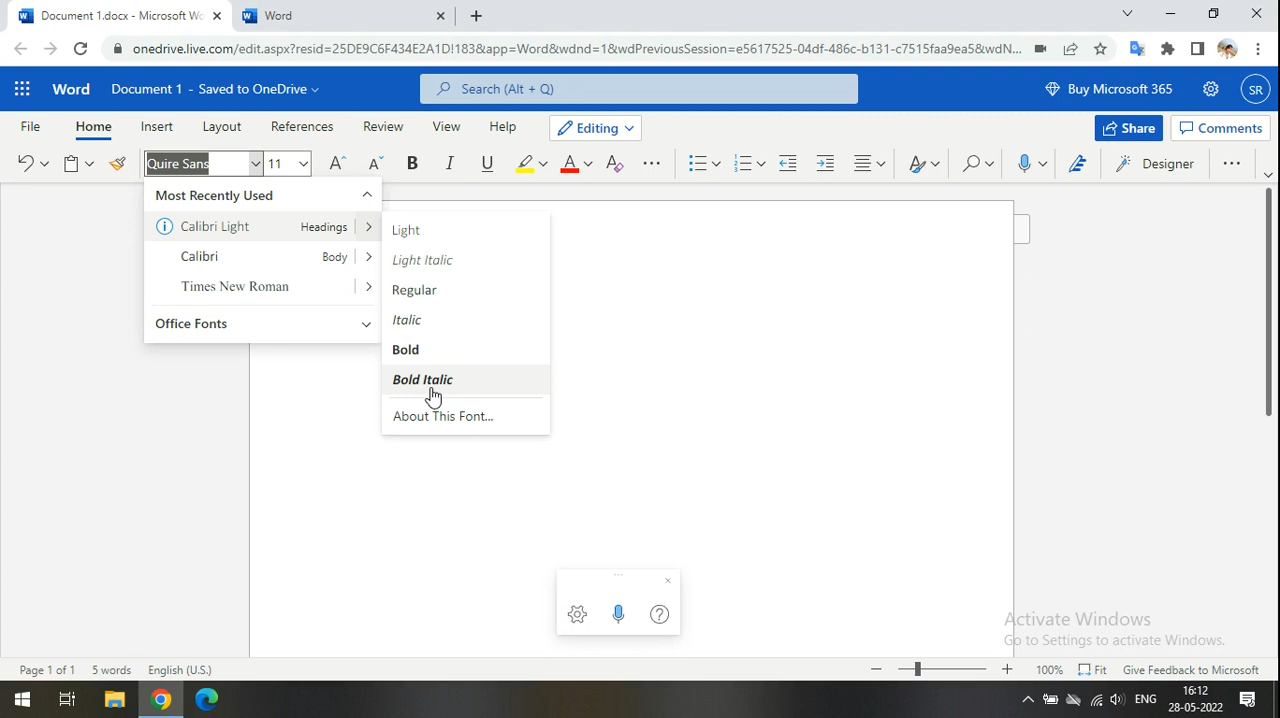 Document 1.docx - Microsoft Wo
Word
onedrive.live.com/edit.aspx?resid=25DE9C6F434E2A1D!183&app=Word&wdnd=1&wdPreviousSession=e5617525-04df-486c-b131-c7515faa9ea5&wdN...
Word Document 1 - Saved to OneDrive
Search (Alt + Q)
Buy Microsoft 365
SR
File Home Insert Layout References Review View Help Editing Share Comments
Quire Sans 11 A A B I U A A Designer
Most Recently Used
Calibri Light Headings
Calibri Body
Times New Roman
Office Fonts
Light
Light Italic
Regular
Italic
Bold
Bold Italic
About This Font...
Activate Windows
Go to Settings to activate Windows.
Page 1 of 1 5 words English (U.S.) 100% Fit Give Feedback to Microsoft
ENG
16:12
28-05-2022